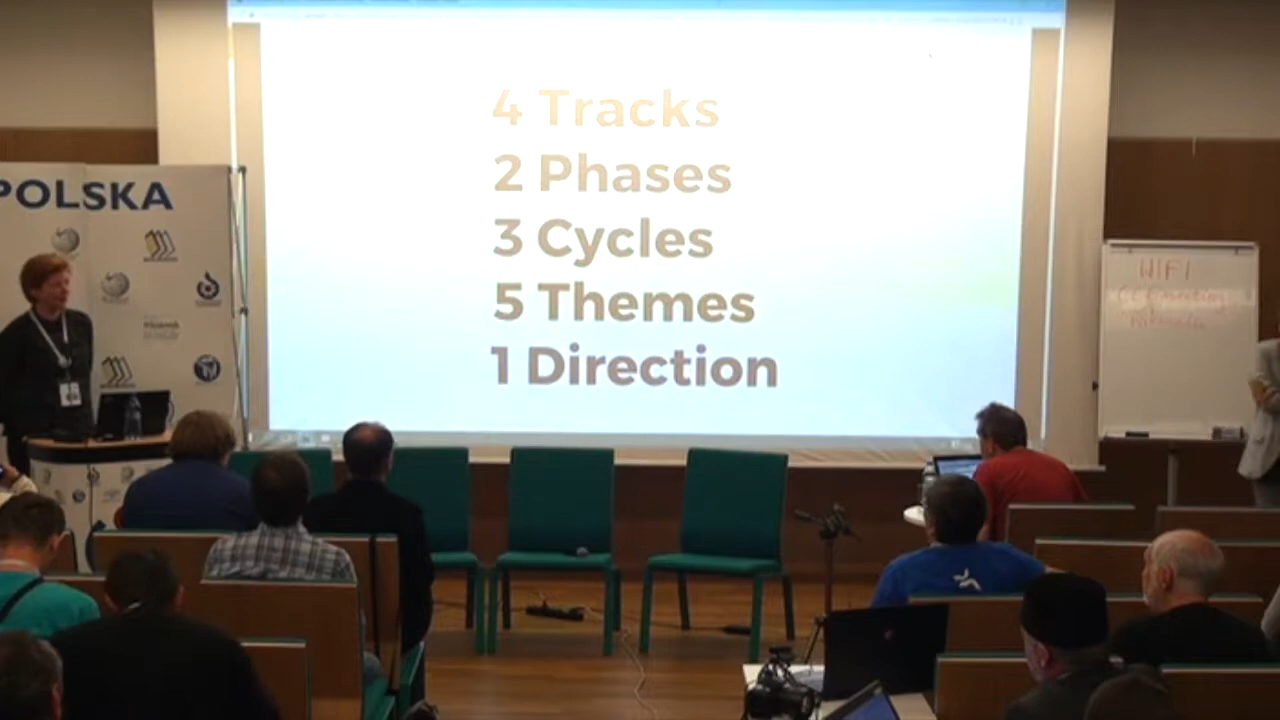 4 Tracks
2 Phases
3 Cycles
5 Themes
1 Direction
POLSKA
WIFI